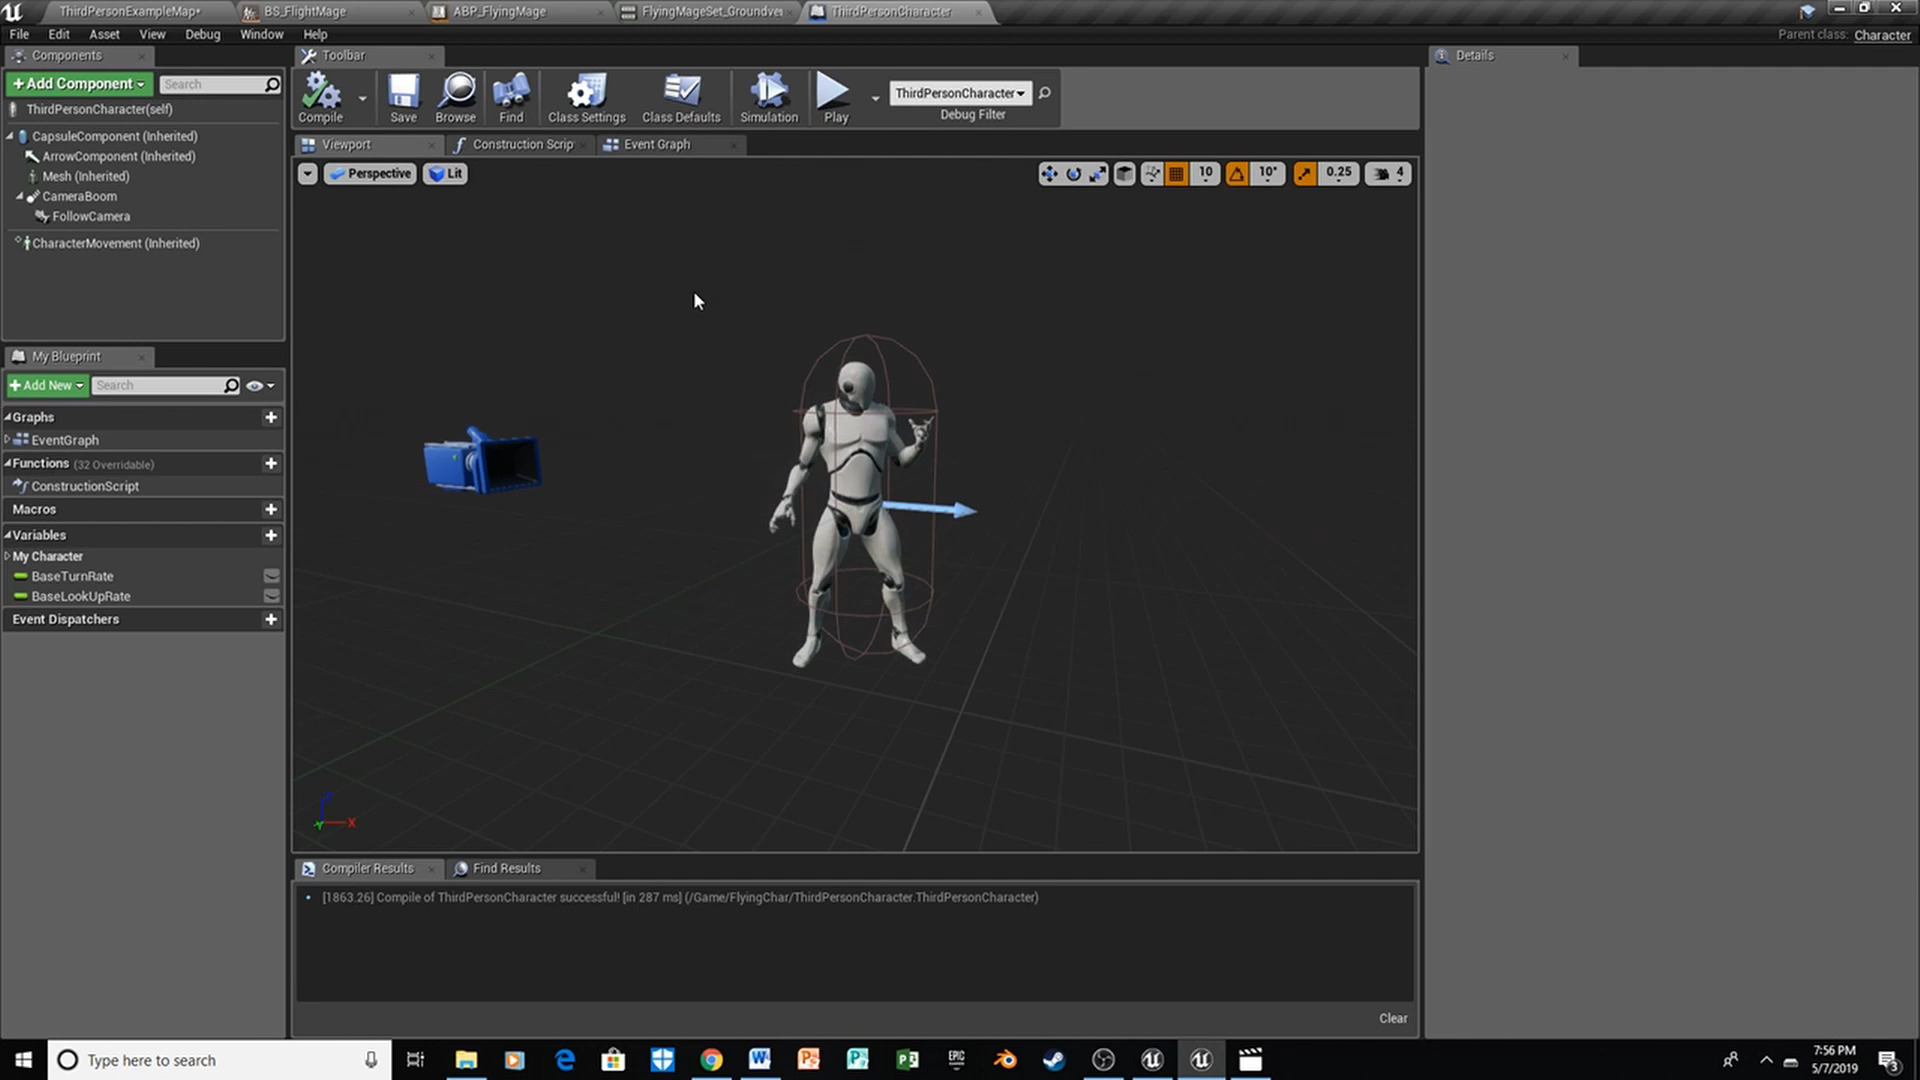 ThirdPersonExampleMap*
BS_FlightMage
ABP_FlyingMage
FlyingMageSet_Groundver
ThirdPersonCharacter
File Edit Asset View Debug Window Help
Parent class: Character
Components
Toolbar
Details
+Add Component
Search
ThirdPersonCharacter(self)
CapsuleComponent (Inherited)
ArrowComponent (Inherited)
Mesh (Inherited)
CameraBoom
FollowCamera
CharacterMovement (Inherited)
Compile
Save
Browse
Find
Class Settings
Class Defaults
Simulation
Play
ThirdPersonCharacter
Debug Filter
Viewport
Construction Scrip
Event Graph
Perspective
Lit
10
10°
0.25
4
My Blueprint
+Add New
Search
Graphs
EventGraph
Functions (32 Overridable)
ConstructionScript
Macros
Variables
My Character
BaseTurnRate
BaseLookUpRate
Event Dispatchers
Z
Y
X
Compiler Results
Find Results
[1863.26] Compile of ThirdPersonCharacter successful! [in 287 ms] (/Game/FlyingChar/ThirdPersonCharacter.ThirdPersonCharacter)
Clear
Type here to search
EPIC
7:56 PM
5/7/2019
3